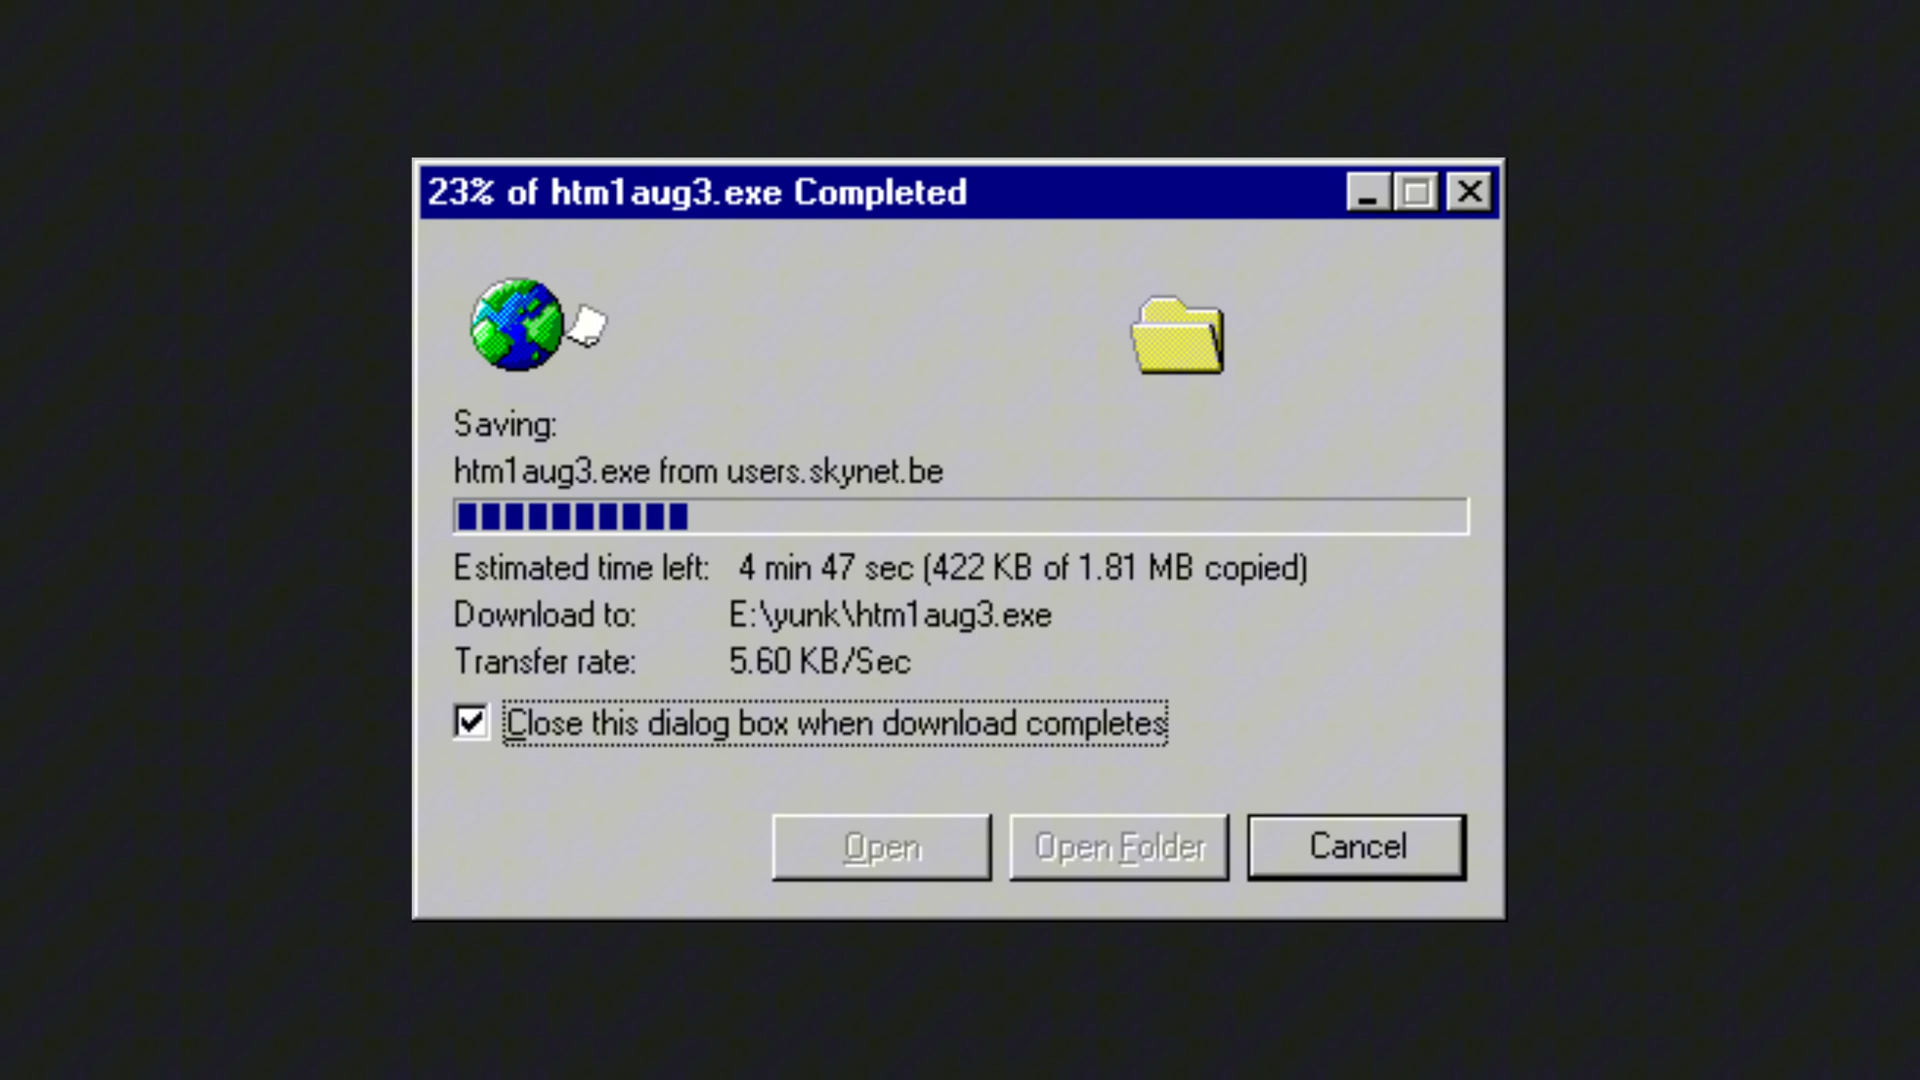 23% of htm1aug3.exe Completed
Saving:
htm1aug3.exe from users.skynet.be
Estimated time left: 4 min 47 sec (422 KB of 1.81 MB copied)
Download to: E:\yunk\htm1aug3.exe
Transfer rate: 5.60 KB/Sec
Close this dialog box when download completes
Open Open Folder Cancel